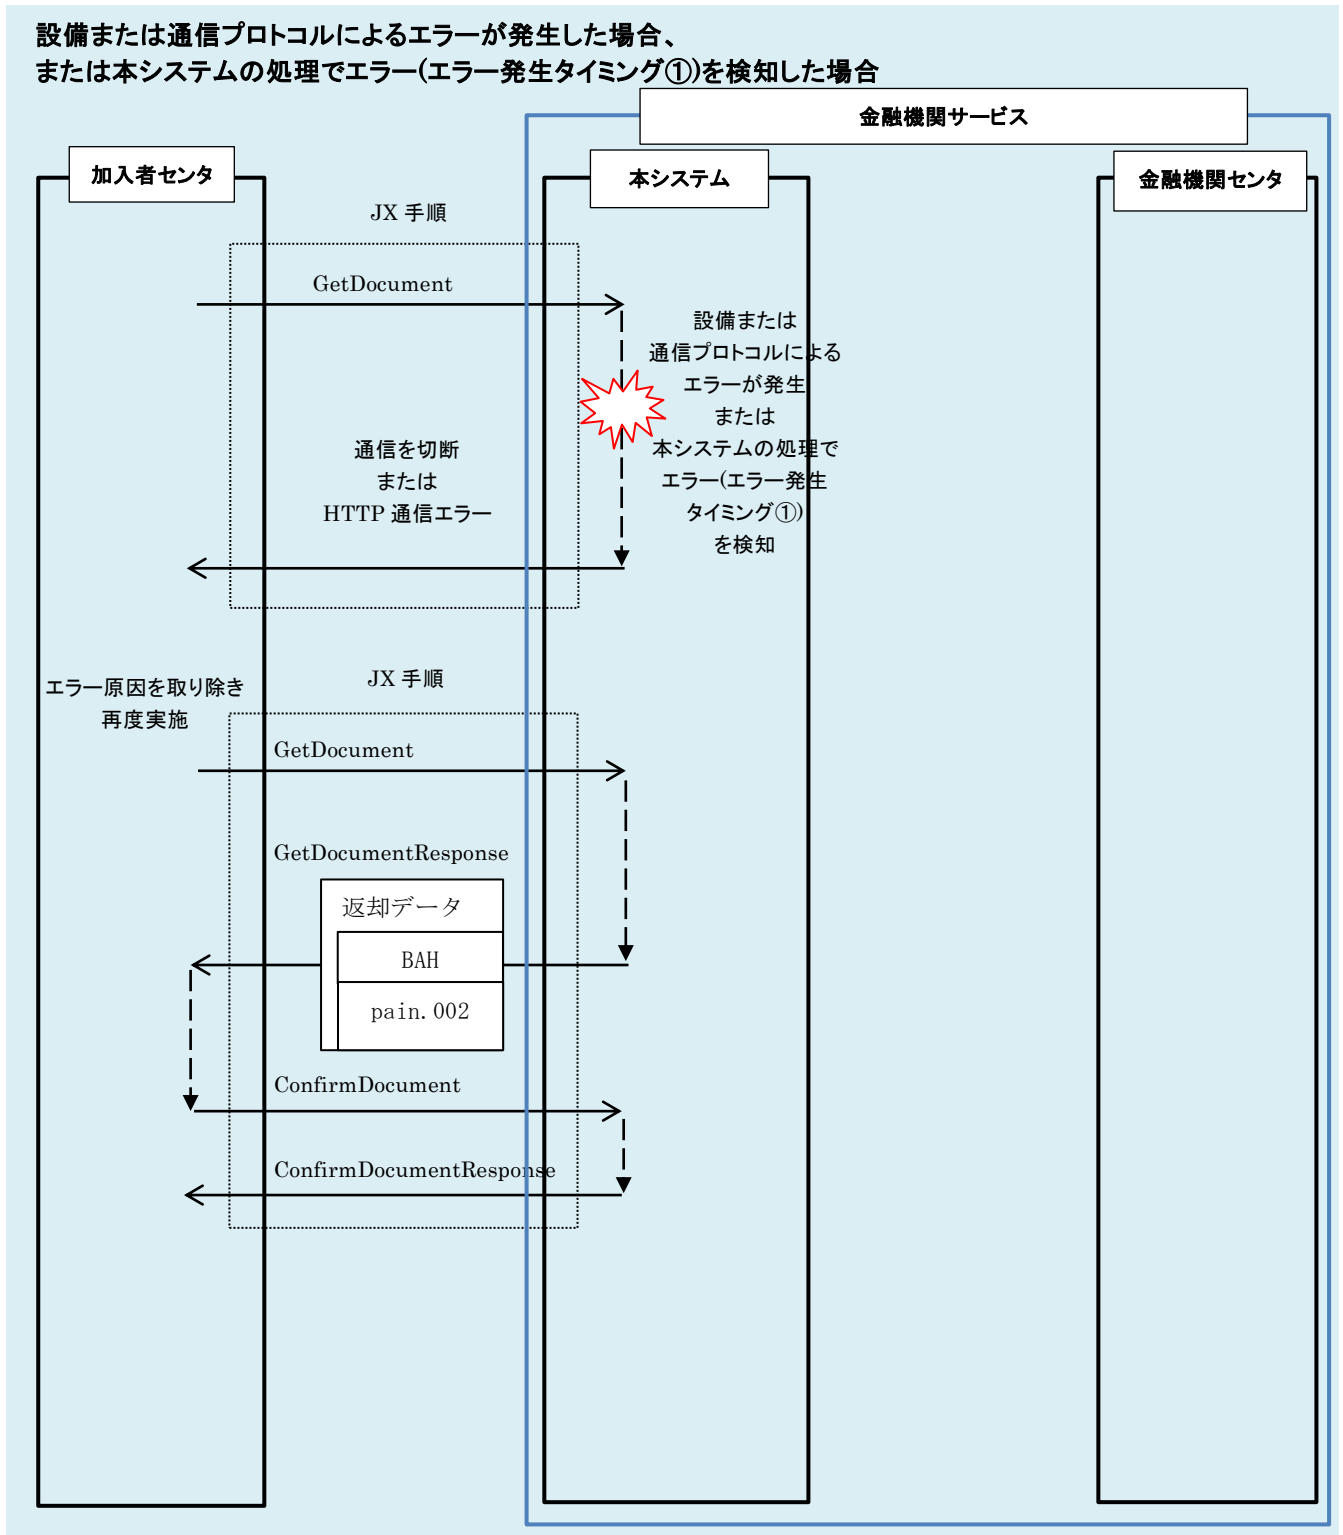 設備または通信プロトコルによるエラーが発生した場合、
または本システムの処理でエラー(エラー発生タイミング①)を検知した場合
金融機関サービス
加入者センタ
本システム
金融機関センタ
JX 手順
GetDocument
設備または
通信プロトコルによる
エラーが発生
または
本システムの処理で
エラー(エラー発生
タイミング①)
を検知
通信を切断
または
HTTP 通信エラー
エラー原因を取り除き
再度実施
JX 手順
GetDocument
GetDocumentResponse
返却データ
BAH
pain.002
ConfirmDocument
ConfirmDocumentResponse